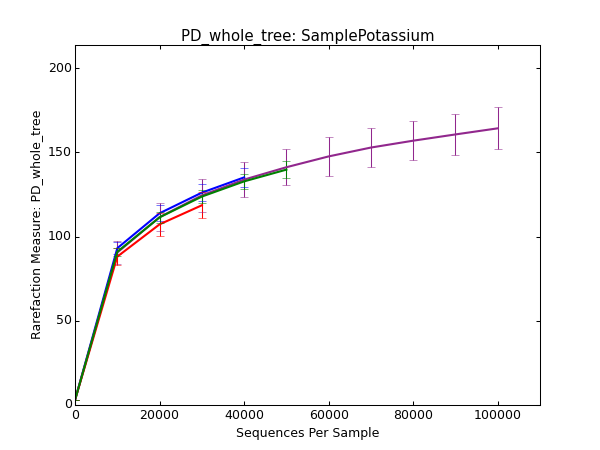 PD_whole_tree: SamplePotassium
Rarefaction Measure: PD_whole_tree
200
150
100
50
0
0 20000 40000 60000 80000 100000
Sequences Per Sample